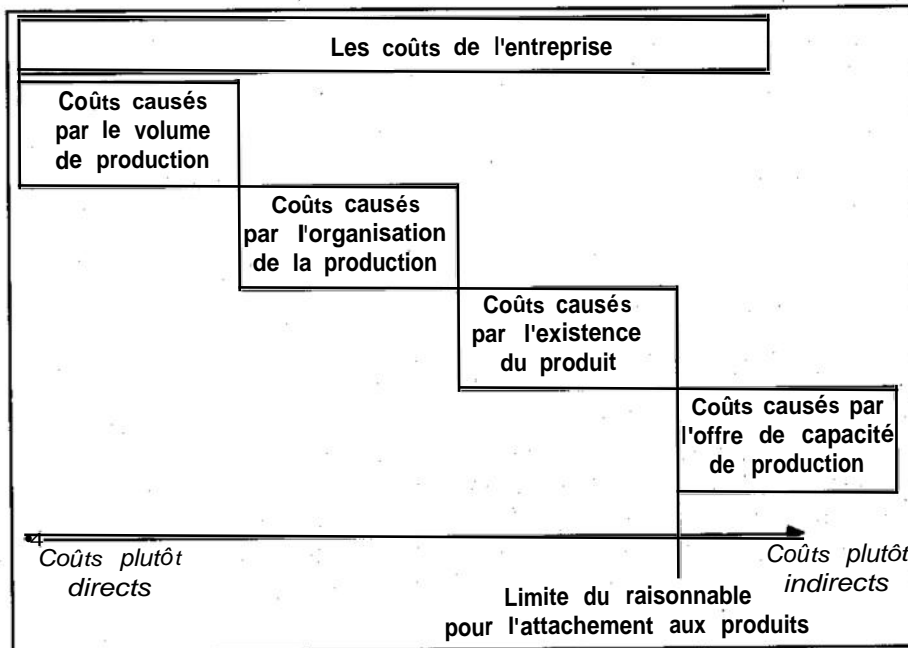 Les coûts de l'entreprise
Coûts causés
par le volume
de production
Coûts causés
par l'organisation
de la production
Coûts causés
par l'existence
du produit
Coûts causés par
l'offre de capacité
de production
Coûts plutôt
directs
Coûts plutôt
indirects
Limite du raisonnable
pour l'attachement aux produits